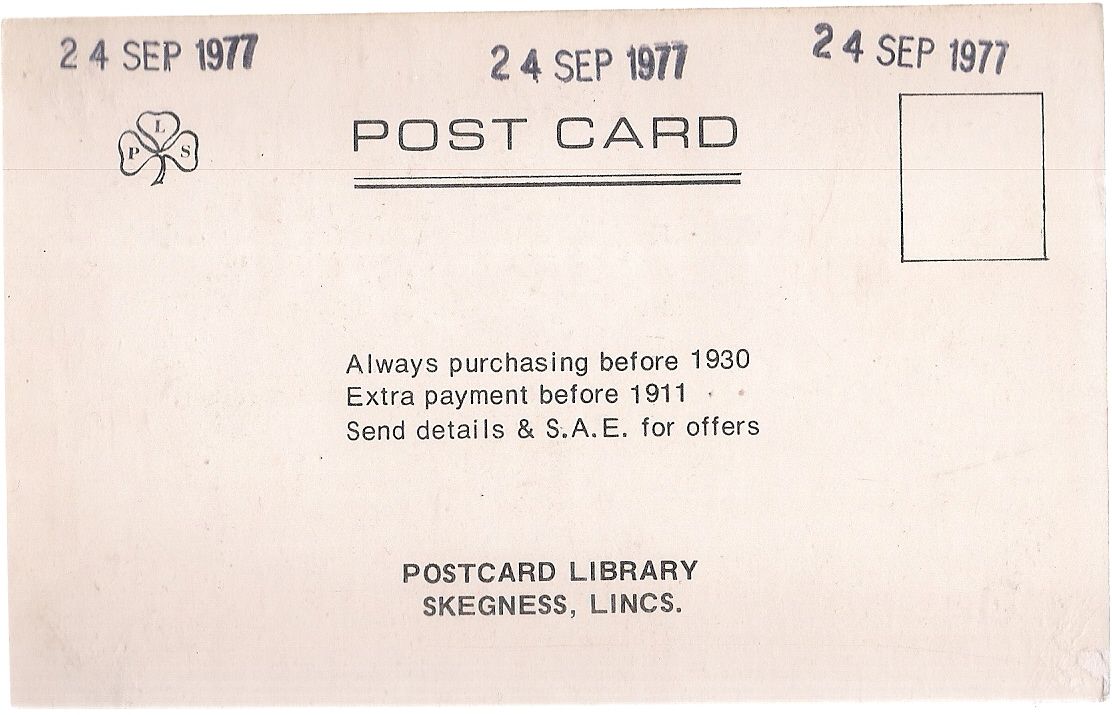 24 SEP 1977
24 SEP 1977
24 SEP 1977
L
P S
POST CARD
Always purchasing before 1930
Extra payment before 1911
Send details & S.A.E. for offers
POSTCARD LIBRARY
SKEGNESS, LINCS.